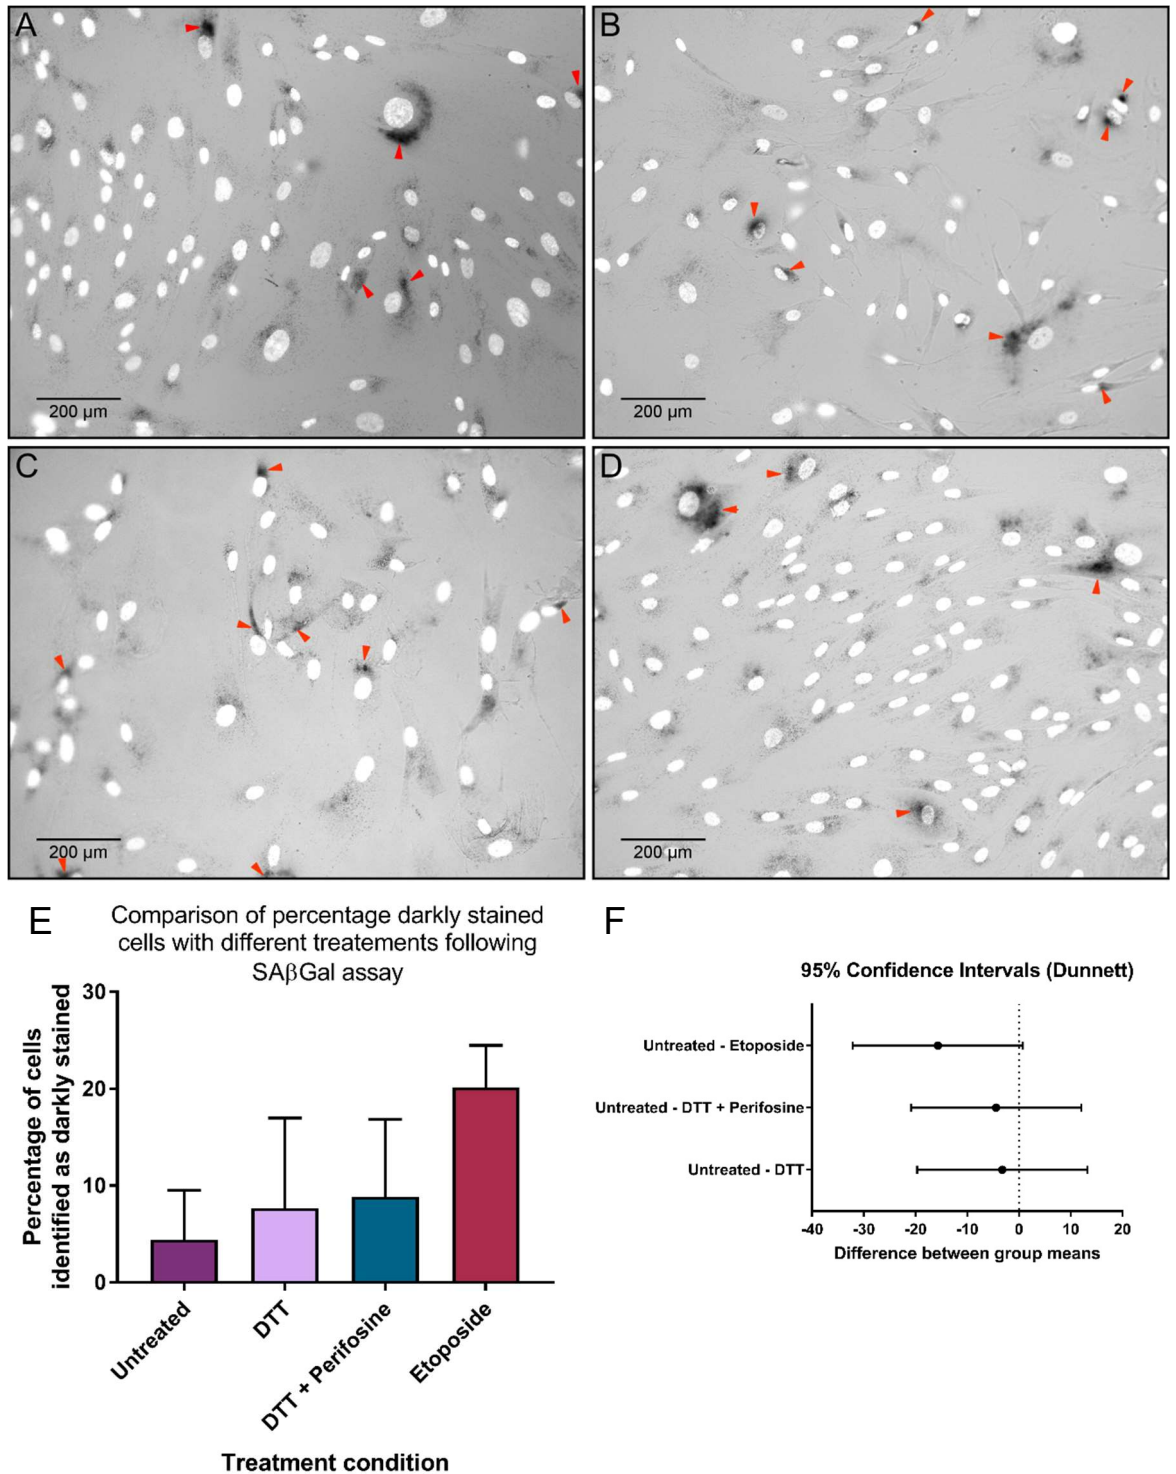 A
B
200 μm
200 μm
C
D
200 μm
200 μm
E
Comparison of percentage darkly stained
cells with different treatements following
SAβGal assay
Percentage of cells
identified as darkly stained
30
20
10
0
Untreated
DTT
DTT + Perifosine
Etoposide
Treatment condition
F
95% Confidence Intervals (Dunnett)
Untreated - Etoposide
Untreated - DTT + Perifosine
Untreated - DTT
-40 -30 -20 -10 0 10 20
Difference between group means